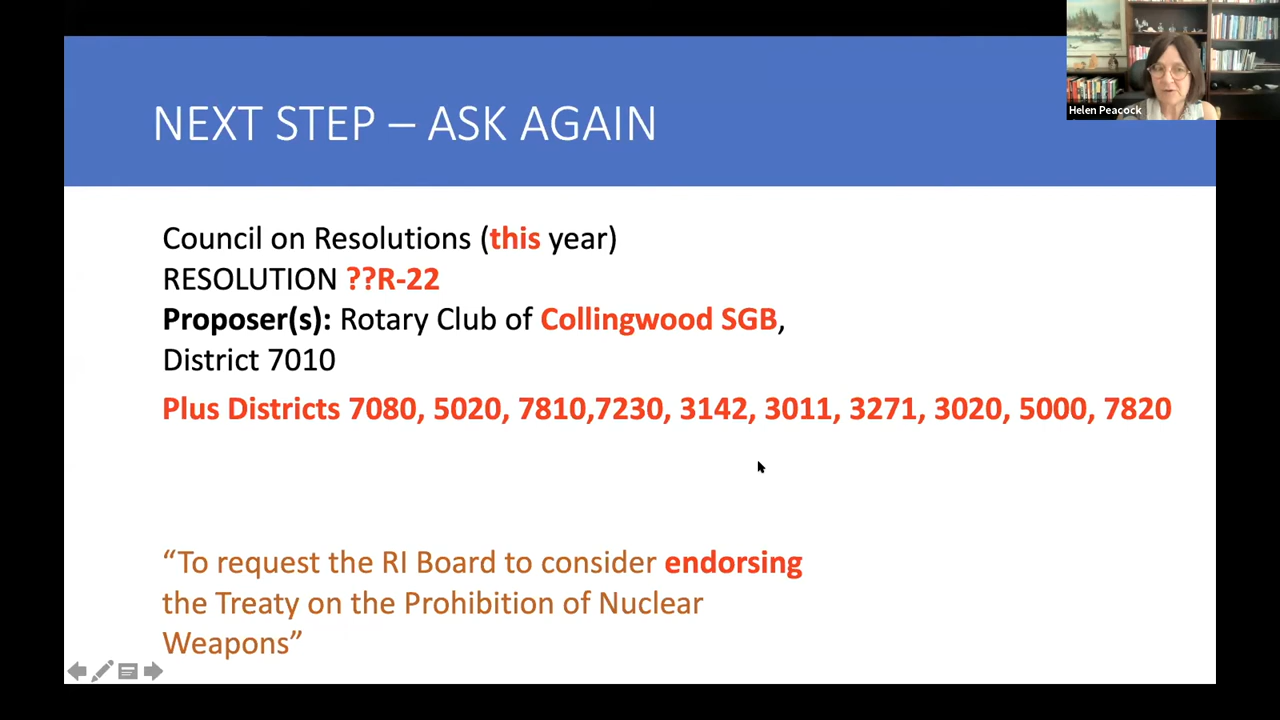 Helen Peacock
NEXT STEP – ASK AGAIN
Council on Resolutions (this year)
RESOLUTION ??R-22
Proposer(s): Rotary Club of Collingwood SGB,
District 7010
Plus Districts 7080, 5020, 7810,7230, 3142, 3011, 3271, 3020, 5000, 7820
“To request the RI Board to consider endorsing
the Treaty on the Prohibition of Nuclear
Weapons”